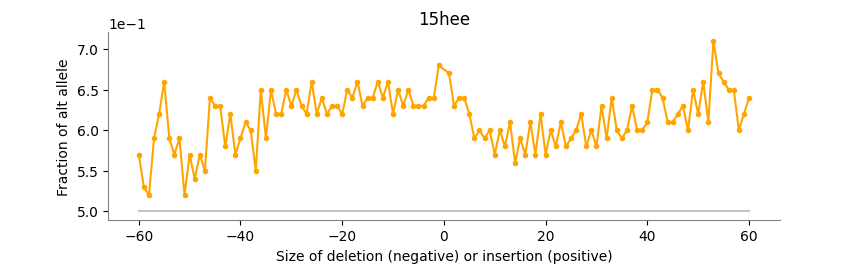 15hee
1e−1
7.0
6.5
6.0
5.5
5.0
Fraction of alt allele
−60 −40 −20 0 20 40 60
Size of deletion (negative) or insertion (positive)